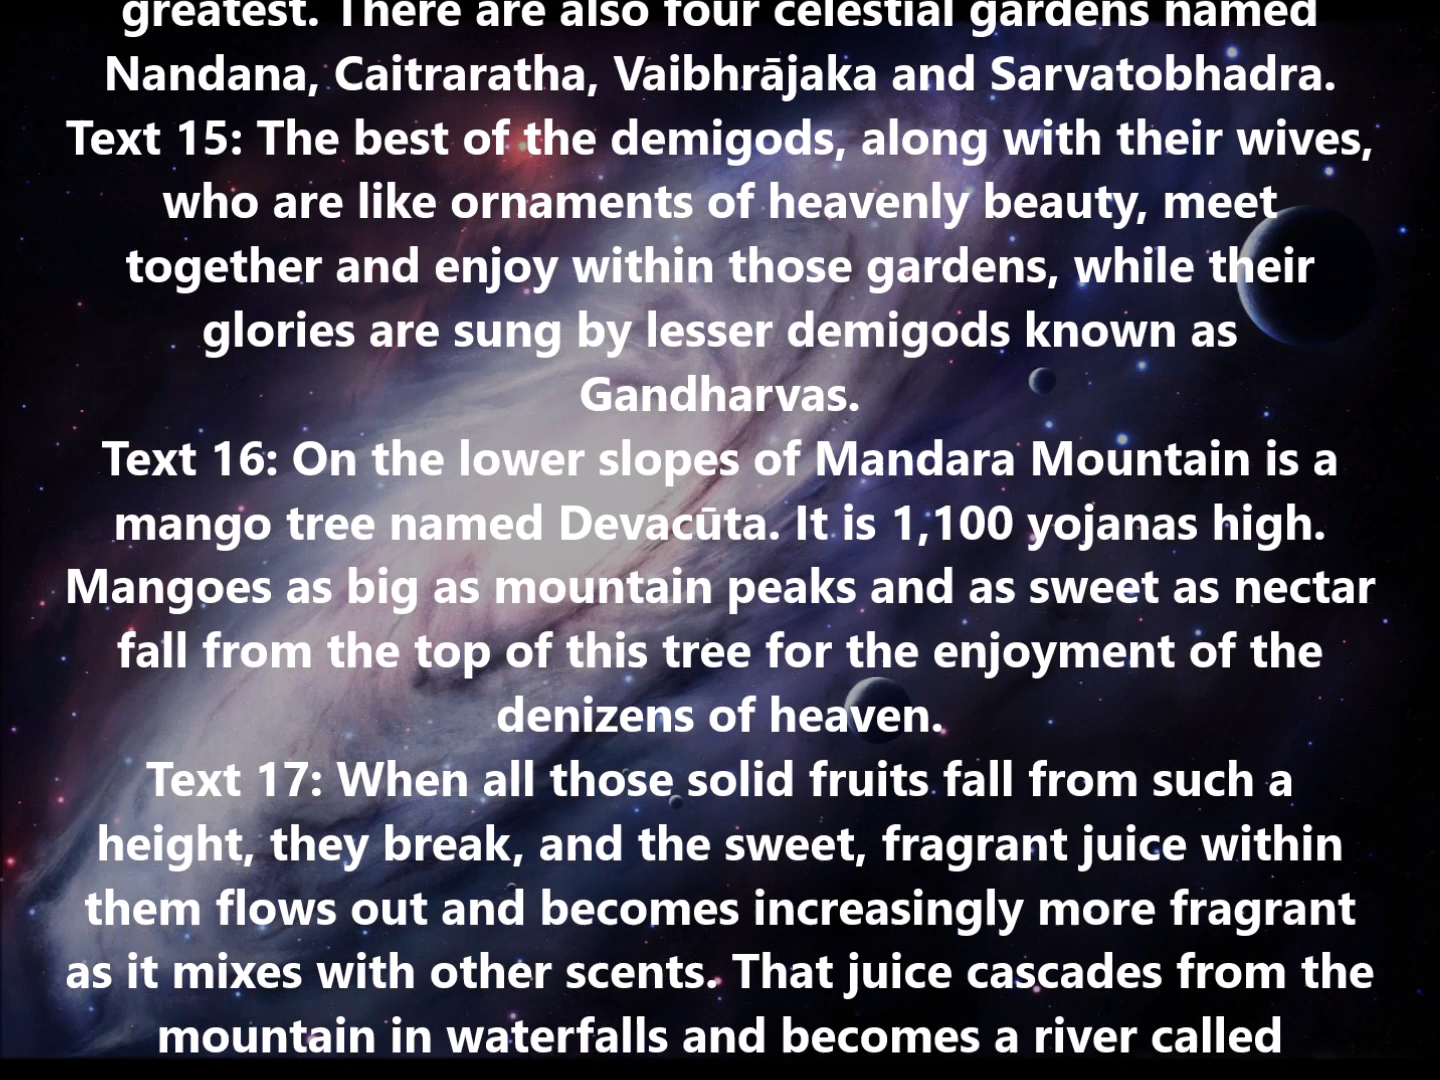 greatest. There are also four celestial gardens named
Nandana, Caitraratha, Vaibhrājaka and Sarvatobhadra.
Text 15: The best of the demigods, along with their wives,
who are like ornaments of heavenly beauty, meet
together and enjoy within those gardens, while their
glories are sung by lesser demigods known as
Gandharvas.
Text 16: On the lower slopes of Mandara Mountain is a
mango tree named Devacūta. It is 1,100 yojanas high.
Mangoes as big as mountain peaks and as sweet as nectar
fall from the top of this tree for the enjoyment of the
denizens of heaven.
Text 17: When all those solid fruits fall from such a
height, they break, and the sweet, fragrant juice within
them flows out and becomes increasingly more fragrant
as it mixes with other scents. That juice cascades from the
mountain in waterfalls and becomes a river called